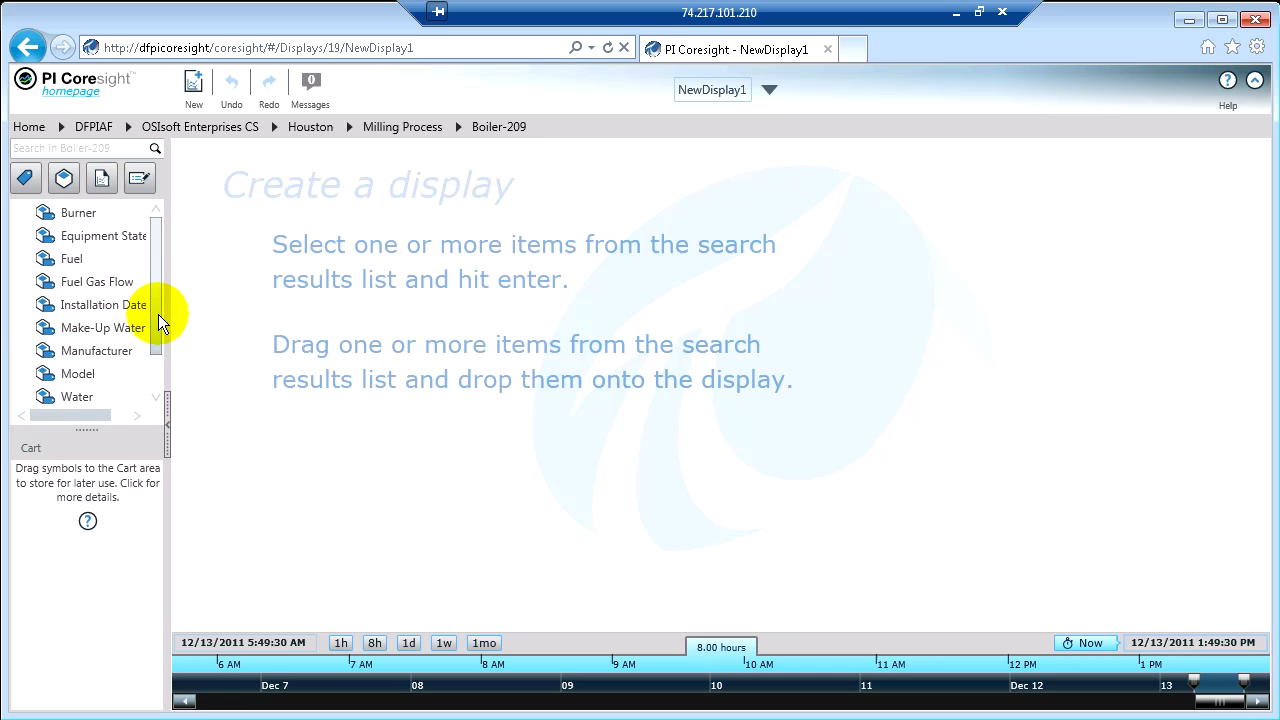 74.217.101.210
http://dfpicoresight/coresight/#/Displays/19/NewDisplay1
PI Coresight - NewDisplay1
PI Coresight™
homepage
New
Undo
Redo
0
Messages
NewDisplay1
Help
Home
DFPIAF
OSIsoft Enterprises CS
Houston
Milling Process
Boiler-209
Search in Boiler-209
Burner
Equipment State
Fuel
Fuel Gas Flow
Installation Date
Make-Up Water
Manufacturer
Model
Water
Create a display
Select one or more items from the search
results list and hit enter.
Drag one or more items from the search
results list and drop them onto the display.
Cart
Drag symbols to the Cart area
to store for later use. Click for
more details.
12/13/2011 5:49:30 AM
1h
8h
1d
1w
1mo
8.00 hours
Now
12/13/2011 1:49:30 PM
6 AM
7 AM
8 AM
9 AM
10 AM
11 AM
12 PM
1 PM
Dec 7
08
09
10
11
Dec 12
13